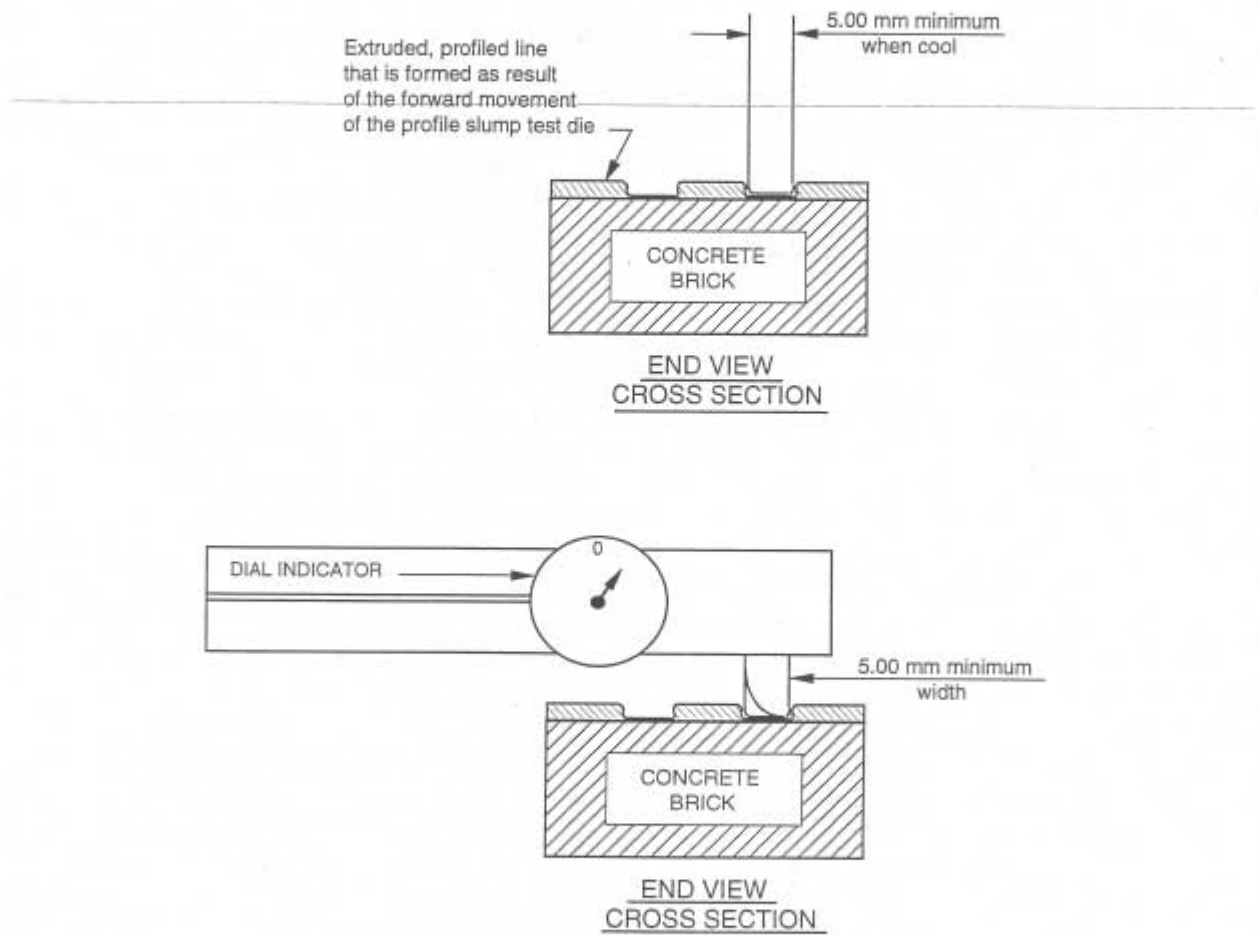 5.00 mm minimum
when cool
Extruded, profiled line
that is formed as result
of the forward movement
of the profile slump test die
CONCRETE
BRICK
END VIEW
CROSS SECTION
0
DIAL INDICATOR
5.00 mm minimum
width
CONCRETE
BRICK
END VIEW
CROSS SECTION